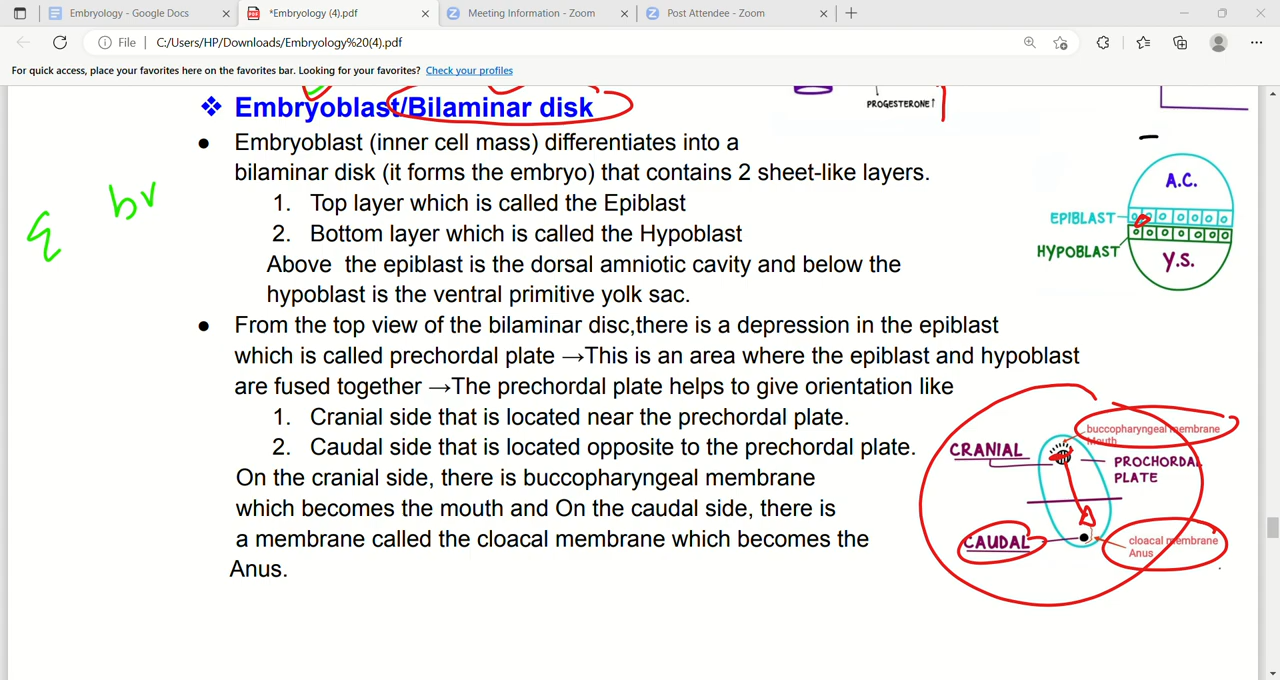 Embryology - Google Docs
*Embryology (4).pdf
Meeting Information - Zoom
Post Attendee - Zoom
File
C:/Users/HP/Downloads/Embryology%20(4).pdf
For quick access, place your favorites here on the favorites bar. Looking for your favorites? Check your profiles
PROGESTERONE↑
❖ Embryoblast/Bilaminar disk
● Embryoblast (inner cell mass) differentiates into a
bilaminar disk (it forms the embryo) that contains 2 sheet-like layers.
1. Top layer which is called the Epiblast
2. Bottom layer which is called the Hypoblast
Above the epiblast is the dorsal amniotic cavity and below the
hypoblast is the ventral primitive yolk sac.
br
A.C.
EPIBLAST
HYPOBLAST
Y.S.
● From the top view of the bilaminar disc,there is a depression in the epiblast
which is called prechordal plate →This is an area where the epiblast and hypoblast
are fused together →The prechordal plate helps to give orientation like
1. Cranial side that is located near the prechordal plate.
2. Caudal side that is located opposite to the prechordal plate.
On the cranial side, there is buccopharyngeal membrane
which becomes the mouth and On the caudal side, there is
a membrane called the cloacal membrane which becomes the
Anus.
buccopharyngeal membrane
Mouth
CRANIAL
PROCHORDAL
PLATE
CAUDAL
cloacal membrane
Anus